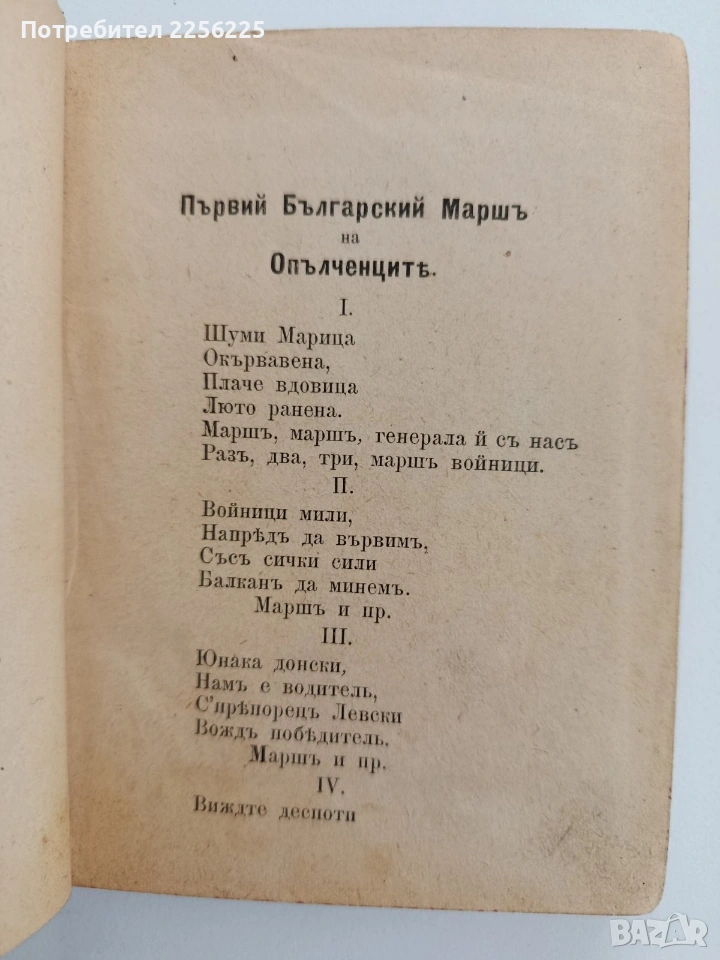 Потребител 2256225
Първий Български Маршъ
на
Опълченцитѣ.
I.
Шуми Марица
Окървавена,
Плаче вдовица
Люто ранена.
Маршъ, маршъ, генерала й съ насъ
Разъ, два, три, маршъ войници.
II.
Войници мили,
Напрѣдъ да вървимъ,
Съсъ сички сили
Балканъ да минемъ.
Маршъ и пр.
III.
Юнака донски,
Намъ е водитель,
С'прѣпорецъ Левски
Вождъ побѣдитель.
Маршъ и пр.
IV.
Виждте деспоти
BAZAR